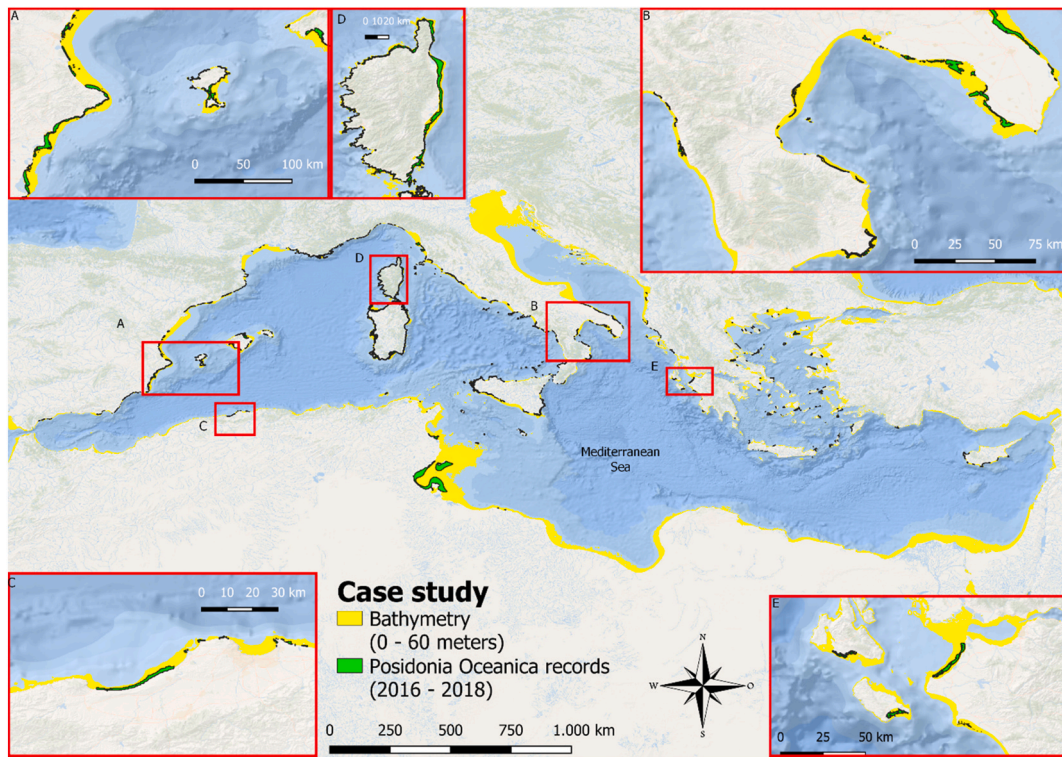 A
D
0 1020 km
B
0 50 100 km
0 25 50 75 km
D
B
A
E
C
Mediterranean
Sea
C
0 10 20 30 km
Case study
Bathymetry
(0 - 60 meters)
Posidonia Oceanica records
(2016 - 2018)
0 250 500 750 1.000 km
N
W O
S
E
0 25 50 km